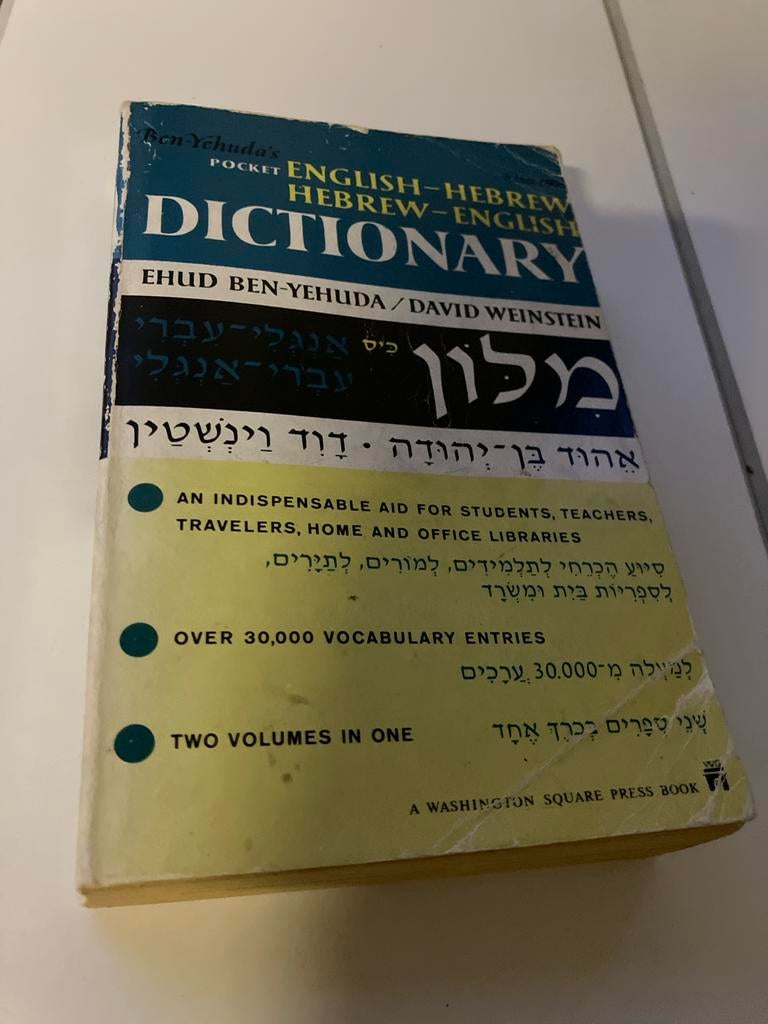 Ben-Yehuda's
POCKET ENGLISH-HEBREW
HEBREW-ENGLISH
DICTIONARY
EHUD BEN-YEHUDA / DAVID WEINSTEIN
מִלּוֹן כִּיס אַנְגְּלִי־עִבְרִי
עִבְרִי־אַנְגְּלִי
אֵהוּד בֶּן־יְהוּדָה · דָוִד וַינְשְׁטַין
AN INDISPENSABLE AID FOR STUDENTS, TEACHERS,
TRAVELERS, HOME AND OFFICE LIBRARIES
סִיּוּעַ הֶכְרֵחִי לְתַלְמִידִים, לְמוֹרִים, לְתַיָּרִים,
לְסִפְרִיּוֹת בַּיִת וּמִשְׂרָד
OVER 30,000 VOCABULARY ENTRIES
לְמַעְלָה מִ־30.000 עֲרָכִים
TWO VOLUMES IN ONE
שְׁנֵי סְפָרִים בְּכֶרֶךְ אֶחָד
A WASHINGTON SQUARE PRESS BOOK